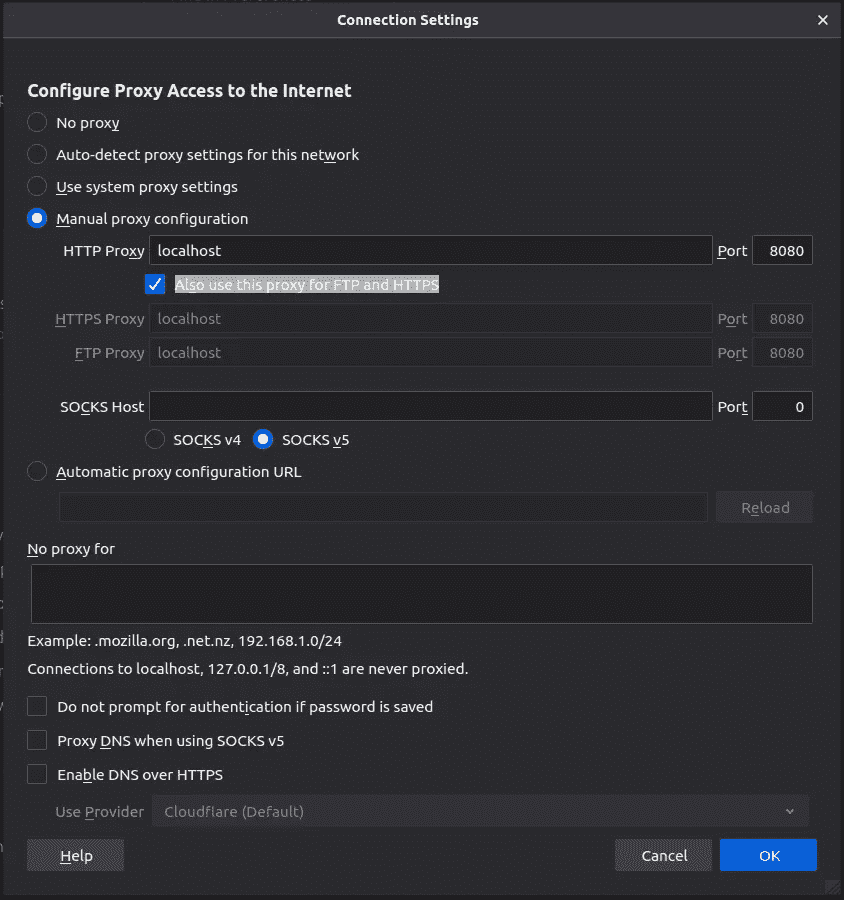 Connection Settings
Configure Proxy Access to the Internet
No proxy
Auto-detect proxy settings for this network
Use system proxy settings
Manual proxy configuration
HTTP Proxy localhost Port 8080
Also use this proxy for FTP and HTTPS
HTTPS Proxy localhost Port 8080
FTP Proxy localhost Port 8080
SOCKS Host Port 0
SOCKS v4 SOCKS v5
Automatic proxy configuration URL
Reload
No proxy for
Example: .mozilla.org, .net.nz, 192.168.1.0/24
Connections to localhost, 127.0.0.1/8, and ::1 are never proxied.
Do not prompt for authentication if password is saved
Proxy DNS when using SOCKS v5
Enable DNS over HTTPS
Use Provider Cloudflare (Default)
Help Cancel OK